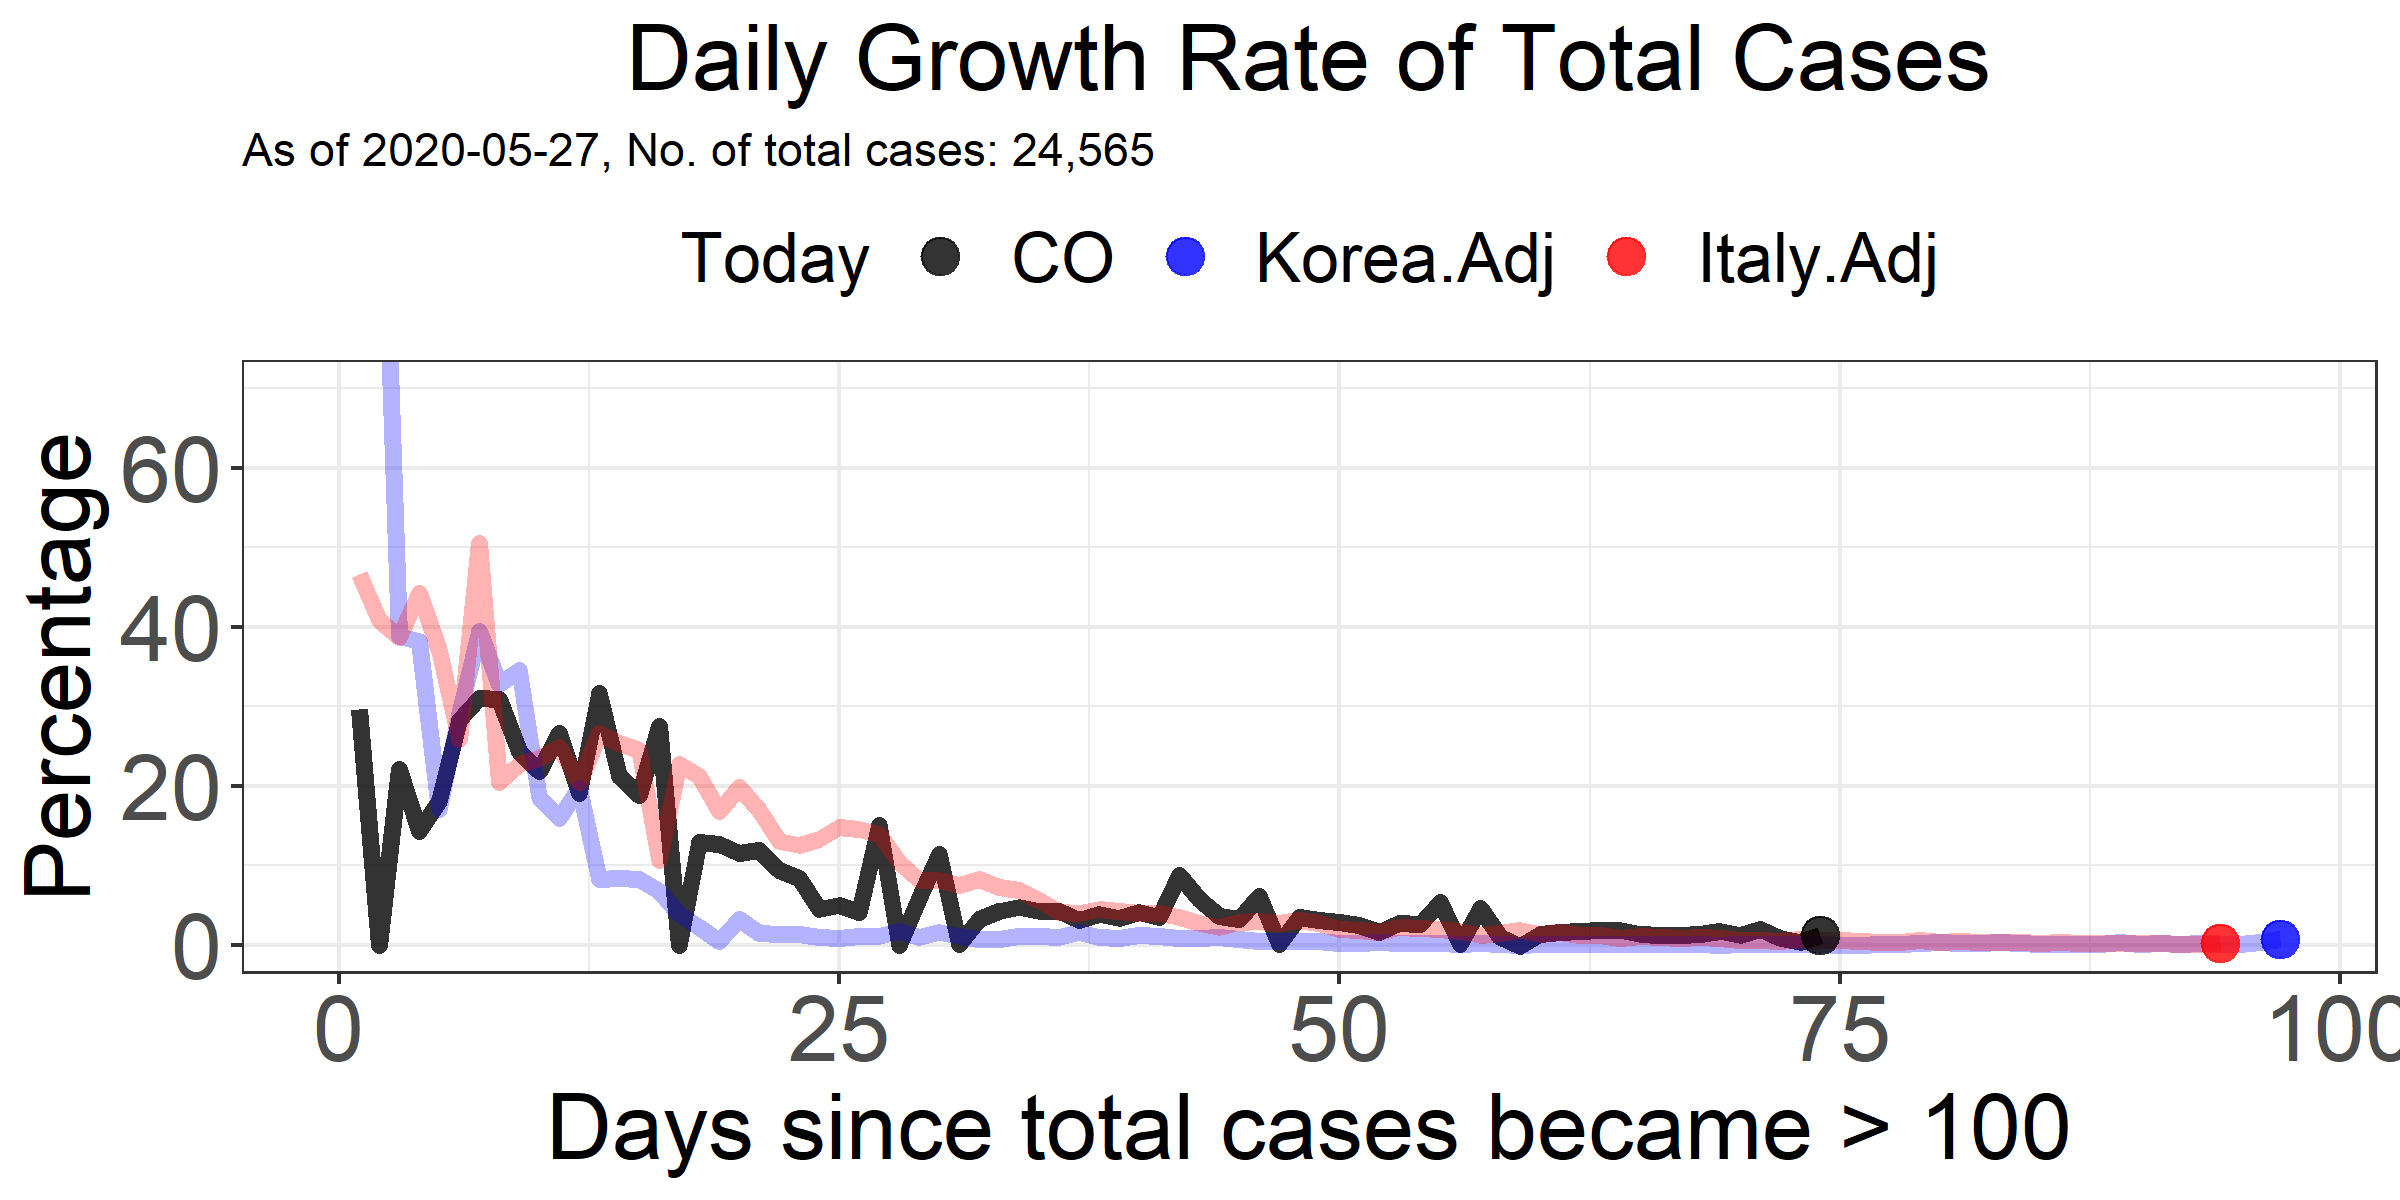 Daily Growth Rate of Total Cases
As of 2020-05-27, No. of total cases: 24,565
Today CO Korea.Adj Italy.Adj
Percentage
60
40
20
0
0 25 50 75 100
Days since total cases became > 100